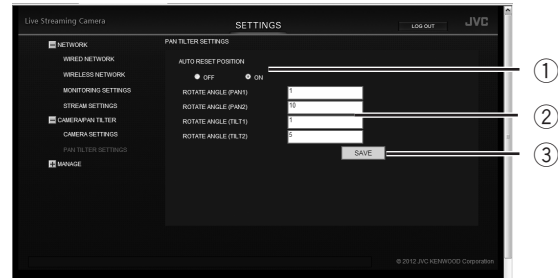 Live Streaming Camera
SETTINGS
LOG OUT
JVC
NETWORK
WIRED NETWORK
WIRELESS NETWORK
MONITORING SETTINGS
STREAM SETTINGS
CAMERA/PAN TILTER
CAMERA SETTINGS
PAN TILTER SETTINGS
MANAGE
PAN TILTER SETTINGS
AUTO RESET POSITION
OFF ON
ROTATE ANGLE (PAN1) 1
ROTATE ANGLE (PAN2) 10
ROTATE ANGLE (TILT1) 1
ROTATE ANGLE (TILT2) 5
SAVE
1
2
3
© 2012 JVC KENWOOD Corporation